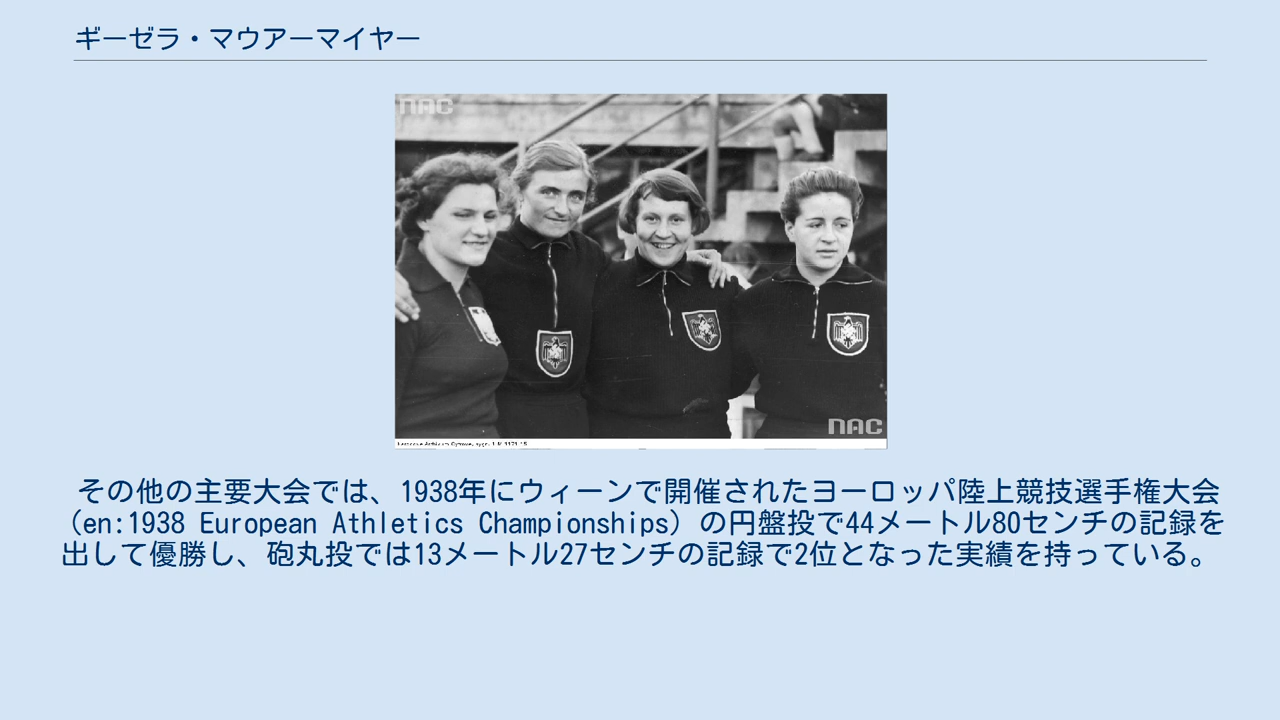 ギーゼラ・マウアーマイヤー
NAC
NAC
その他の主要大会では、1938年にウィーンで開催されたヨーロッパ陸上競技選手権大会
(en:1938 European Athletics Championships) の円盤投で44メートル80センチの記録を
出して優勝し、砲丸投では13メートル27センチの記録で2位となった実績を持っている。